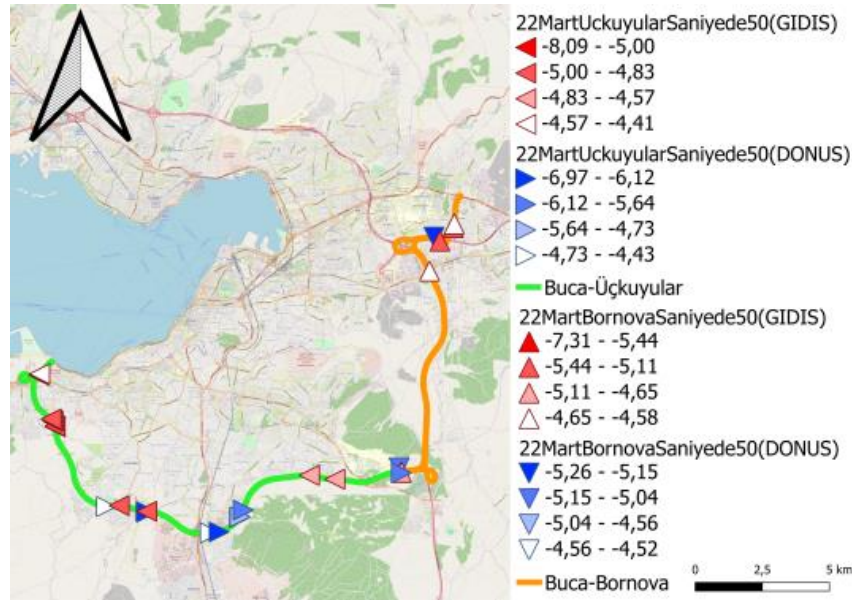 22MartUckuyularSaniyede50(GIDIS)
-8,09 - -5,00
-5,00 - -4,83
-4,83 - -4,57
-4,57 - -4,41
22MartUckuyularSaniyede50(DONUS)
-6,97 - -6,12
-6,12 - -5,64
-5,64 - -4,73
-4,73 - -4,43
Buca-Üçkuyular
22MartBornovaSaniyede50(GIDIS)
-7,31 - -5,44
-5,44 - -5,11
-5,11 - -4,65
-4,65 - -4,58
22MartBornovaSaniyede50(DONUS)
-5,26 - -5,15
-5,15 - -5,04
-5,04 - -4,56
-4,56 - -4,52
Buca-Bornova
0 2,5 5 km